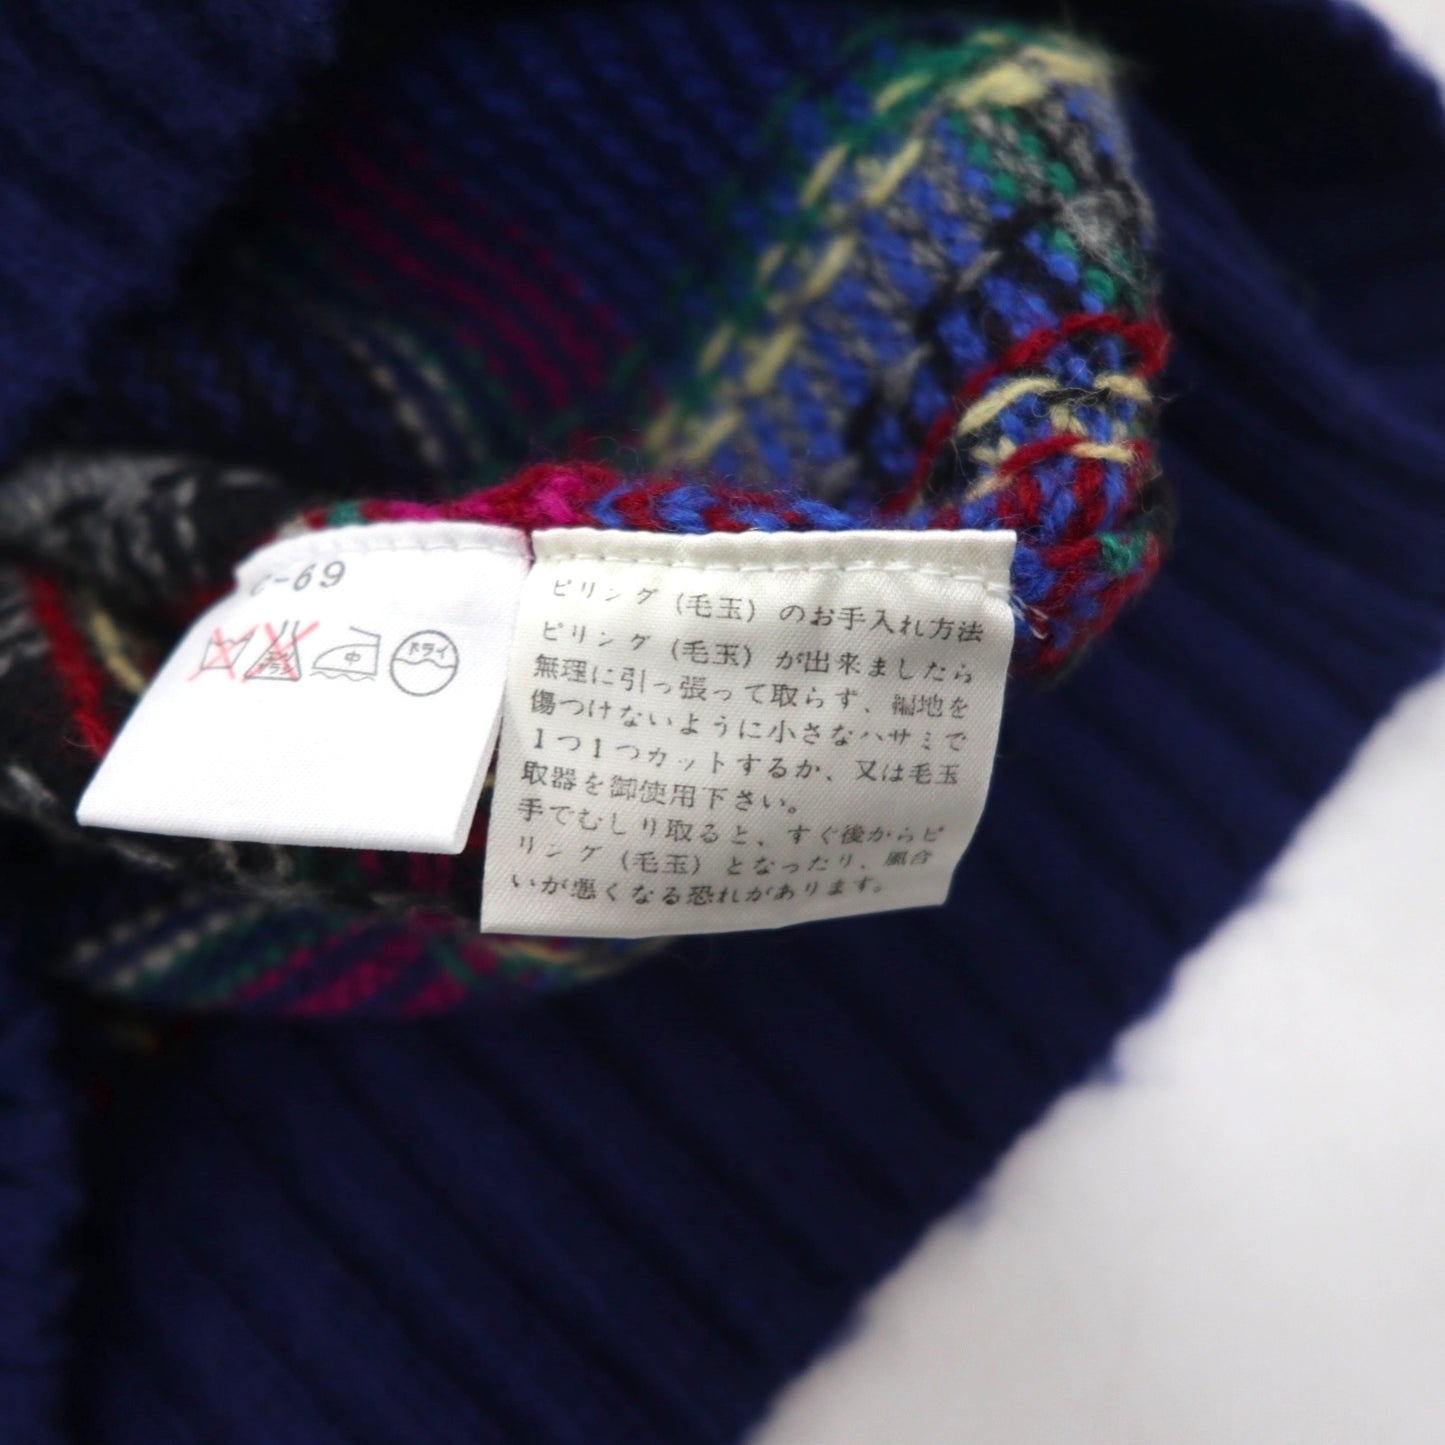 C-69
中
ドライ
ピリング(毛玉)のお手入れ方法
ピリング(毛玉)が出来ましたら
無理に引っ張って取らず、編地を
傷つけないように小さなハサミで
1つ1つカットするか、又は毛玉
取器を御使用下さい。
手でむしり取ると、すぐ後からピ
リング(毛玉)となったり、風合
いが悪くなる恐れがあります。